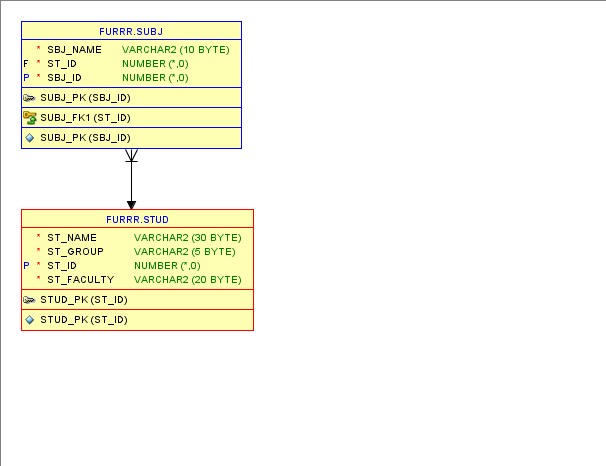 FURRR.SUBJ
* SBJ_NAME VARCHAR2 (10 BYTE)
F * ST_ID NUMBER (*,0)
P * SBJ_ID NUMBER (*,0)
SUBJ_PK (SBJ_ID)
SUBJ_FK1 (ST_ID)
SUBJ_PK (SBJ_ID)
FURRR.STUD
* ST_NAME VARCHAR2 (30 BYTE)
* ST_GROUP VARCHAR2 (5 BYTE)
P * ST_ID NUMBER (*,0)
* ST_FACULTY VARCHAR2 (20 BYTE)
STUD_PK (ST_ID)
STUD_PK (ST_ID)